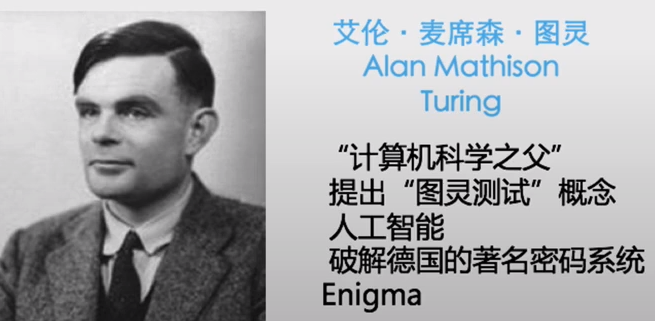 艾伦·麦席森·图灵
Alan Mathison
Turing
“计算机科学之父”
提出“图灵测试”概念
人工智能
破解德国的著名密码系统
Enigma